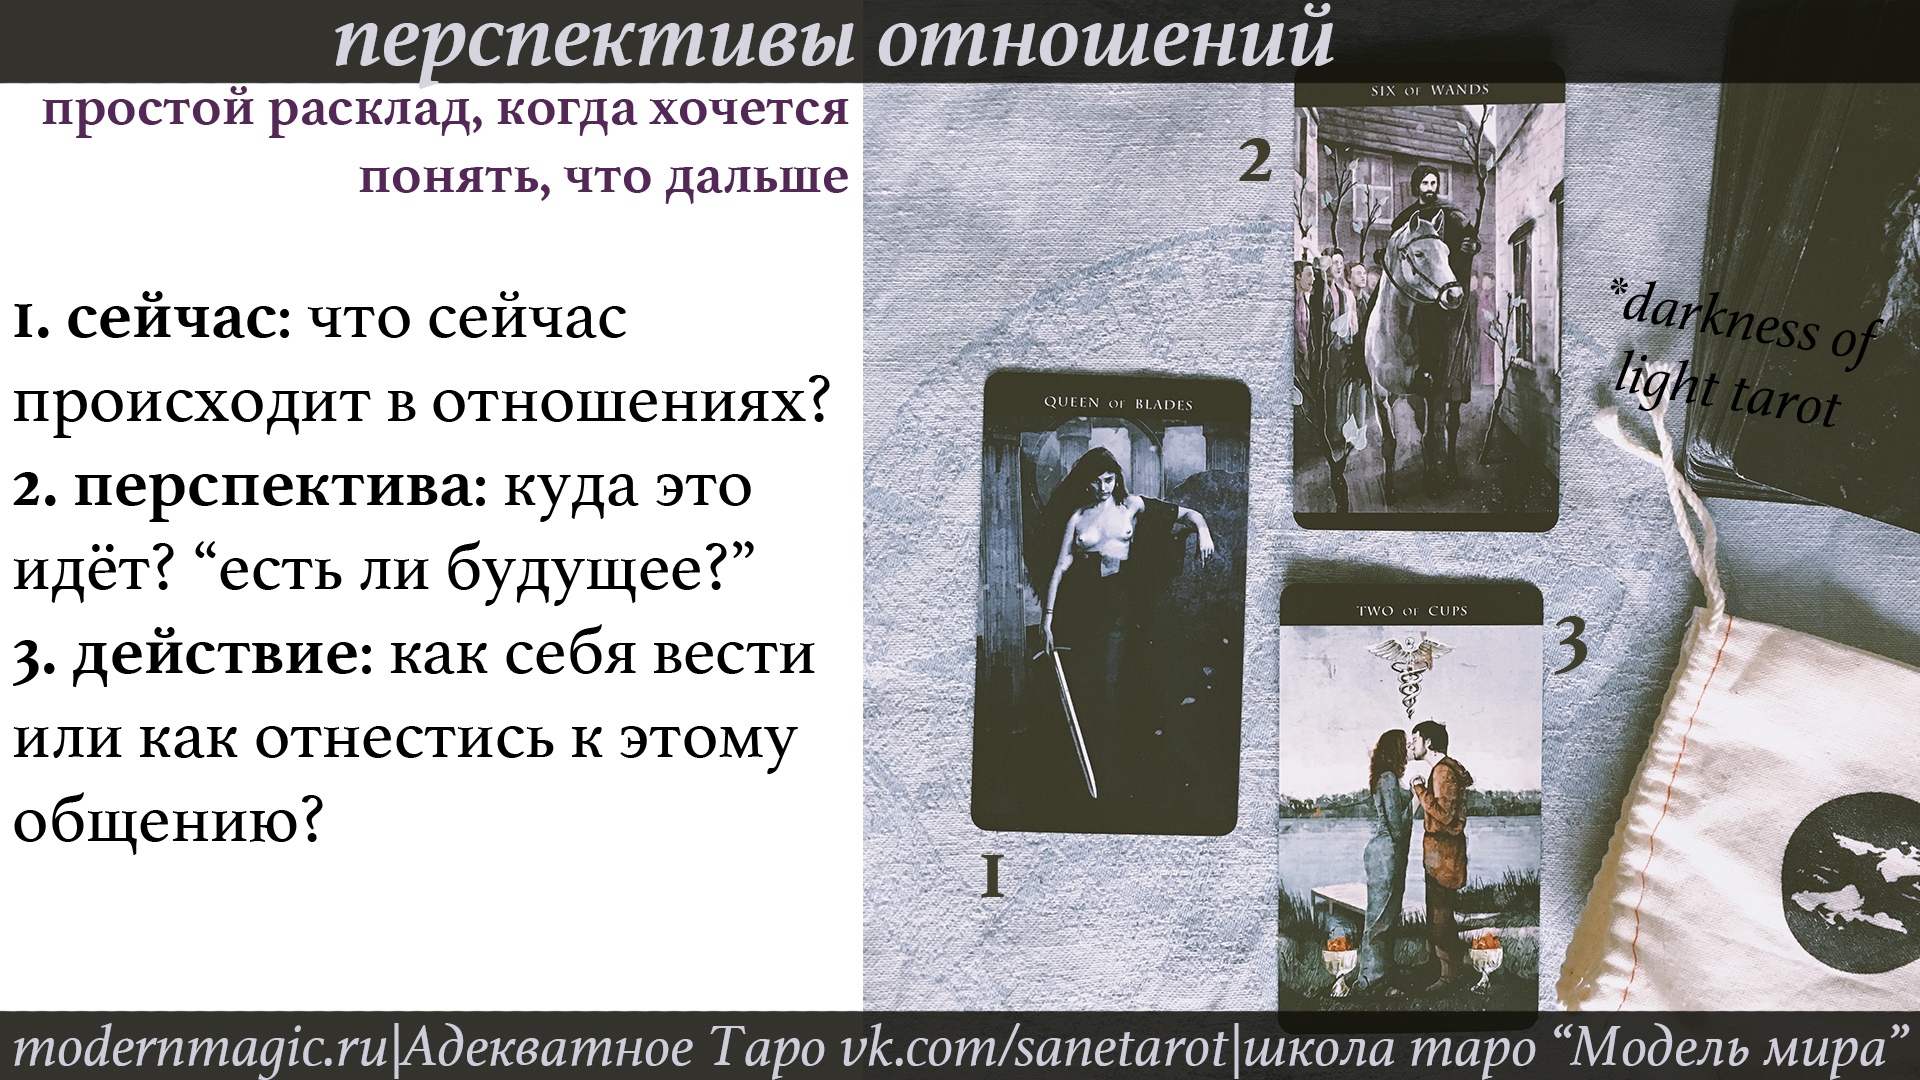 перспективы отношений
простой расклад, когда хочется
понять, что дальше
1. сейчас: что сейчас
происходит в отношениях?
2. перспектива: куда это
идёт? “есть ли будущее?”
3. действие: как себя вести
или как отнестись к этому
общению?
SIX OF WANDS
2
*darkness of
light tarot
QUEEN OF BLADES
1
TWO OF CUPS
3
modernmagic.ru|Адекватное Таро vk.com/sanetarot|школа таро “Модель мира”